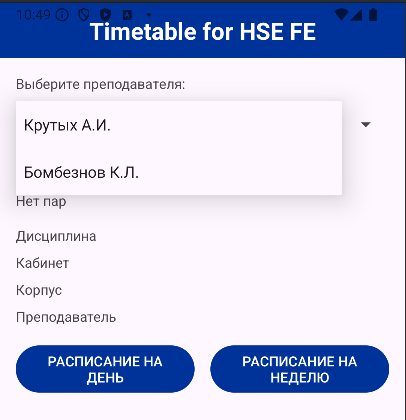 10:49
Timetable for HSE FE
Выберите преподавателя:
Крутых А.И.
Бомбезнов К.Л.
Нет пар
Дисциплина
Кабинет
Корпус
Преподаватель
РАСПИСАНИЕ НА
ДЕНЬ
РАСПИСАНИЕ НА
НЕДЕЛЮ